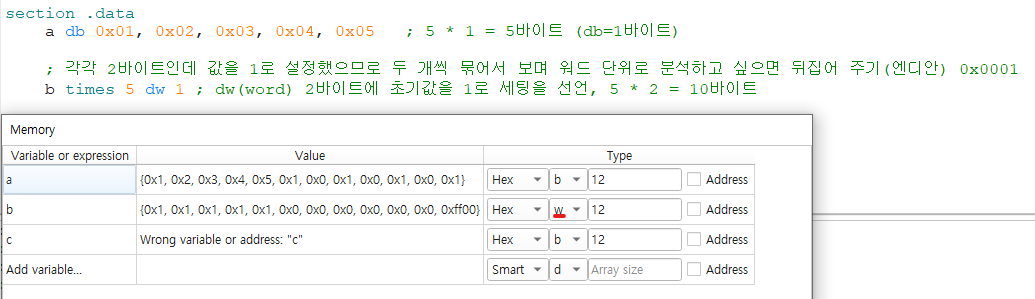 section .data
a db 0x01, 0x02, 0x03, 0x04, 0x05 ; 5 * 1 = 5바이트 (db=1바이트)
; 각각 2바이트인데 값을 1로 설정했으므로 두 개씩 묶어서 보며 워드 단위로 분석하고 싶으면 뒤집어 주기(엔디안) 0x0001
b times 5 dw 1 ; dw(word) 2바이트에 초기값을 1로 세팅을 선언, 5 * 2 = 10바이트
Memory
Variable or expression Value Type
a {0x1, 0x2, 0x3, 0x4, 0x5, 0x1, 0x0, 0x1, 0x0, 0x1, 0x0, 0x1} Hex b 12 Address
b {0x1, 0x1, 0x1, 0x1, 0x1, 0x0, 0x0, 0x0, 0x0, 0x0, 0x0, 0xff00} Hex w 12 Address
c Wrong variable or address: "c" Hex b 12 Address
Add variable... Smart d Array size Address